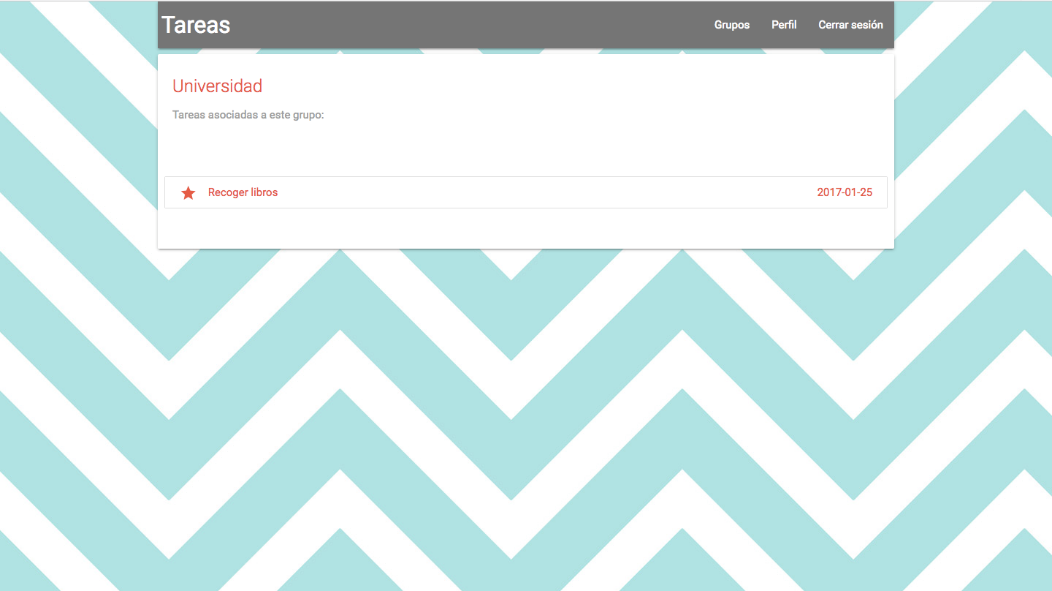 Tareas Grupos Perfil Cerrar sesión
Universidad
Tareas asociadas a este grupo:
Recoger libros 2017-01-25